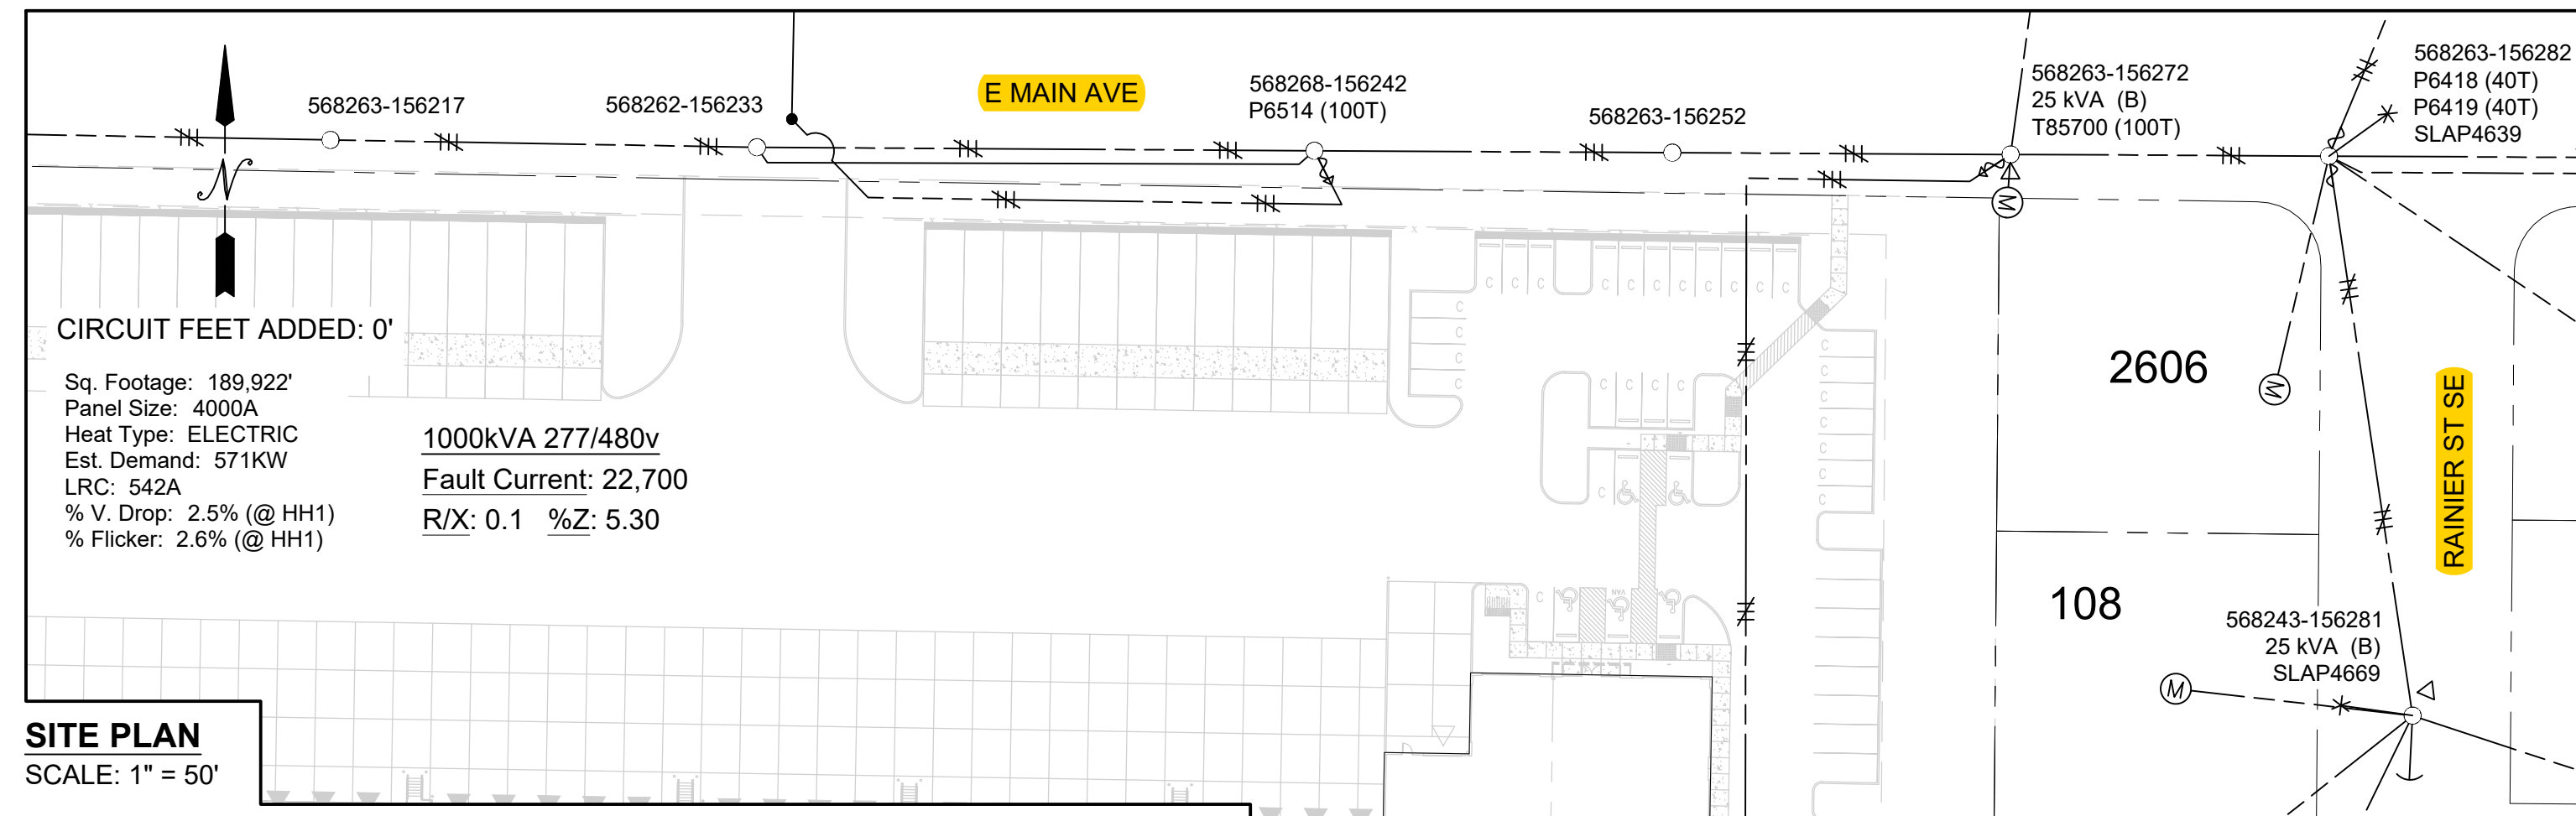 568263-156217
568262-156233
E MAIN AVE
568268-156242
P6514 (100T)
568263-156252
568263-156272
25 kVA (B)
T85700 (100T)
568263-156282
P6418 (40T)
P6419 (40T)
SLAP4639
N
M
CIRCUIT FEET ADDED: 0'
Sq. Footage: 189,922'
Panel Size: 4000A
Heat Type: ELECTRIC
Est. Demand: 571KW
LRC: 542A
% V. Drop: 2.5% (@ HH1)
% Flicker: 2.6% (@ HH1)
1000kVA 277/480v
Fault Current: 22,700
R/X: 0.1 %Z: 5.30
C C C C C C C C C C C
C
C
C
C
C C C C
C
C
C
C
C
C
C
C
C
VAN
2606
M
RAINIER ST SE
108
568243-156281
25 kVA (B)
SLAP4669
M
SITE PLAN
SCALE: 1" = 50'